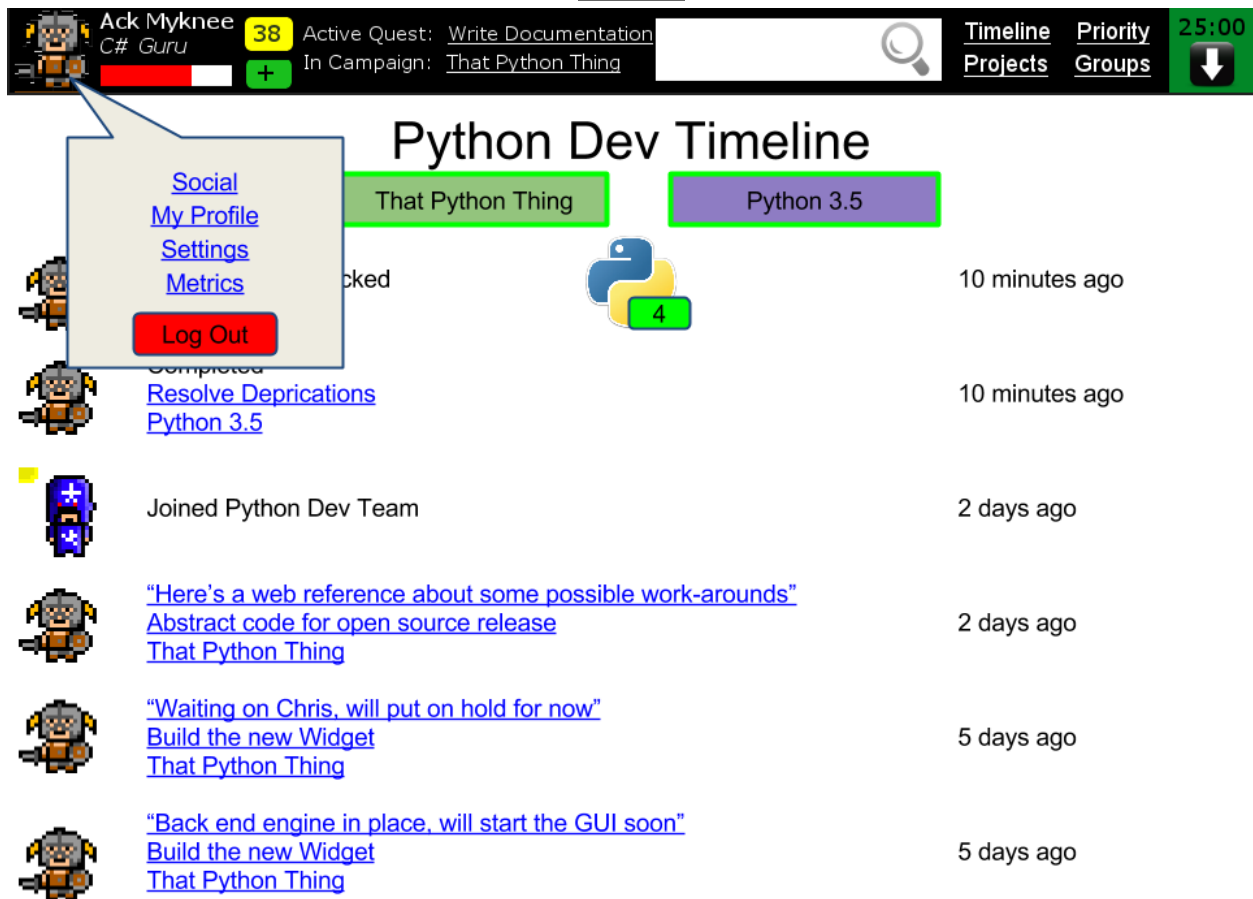 Ack Myknee
C# Guru
38
+
Active Quest: Write Documentation
In Campaign: That Python Thing
Timeline Priority
Projects Groups
25:00
Python Dev Timeline
Social
My Profile
Settings
Metrics
Log Out
That Python Thing
Python 3.5
4
10 minutes ago
Completed
Resolve Deprications
Python 3.5
10 minutes ago
Joined Python Dev Team
2 days ago
“Here’s a web reference about some possible work-arounds”
Abstract code for open source release
That Python Thing
2 days ago
“Waiting on Chris, will put on hold for now”
Build the new Widget
That Python Thing
5 days ago
“Back end engine in place, will start the GUI soon”
Build the new Widget
That Python Thing
5 days ago